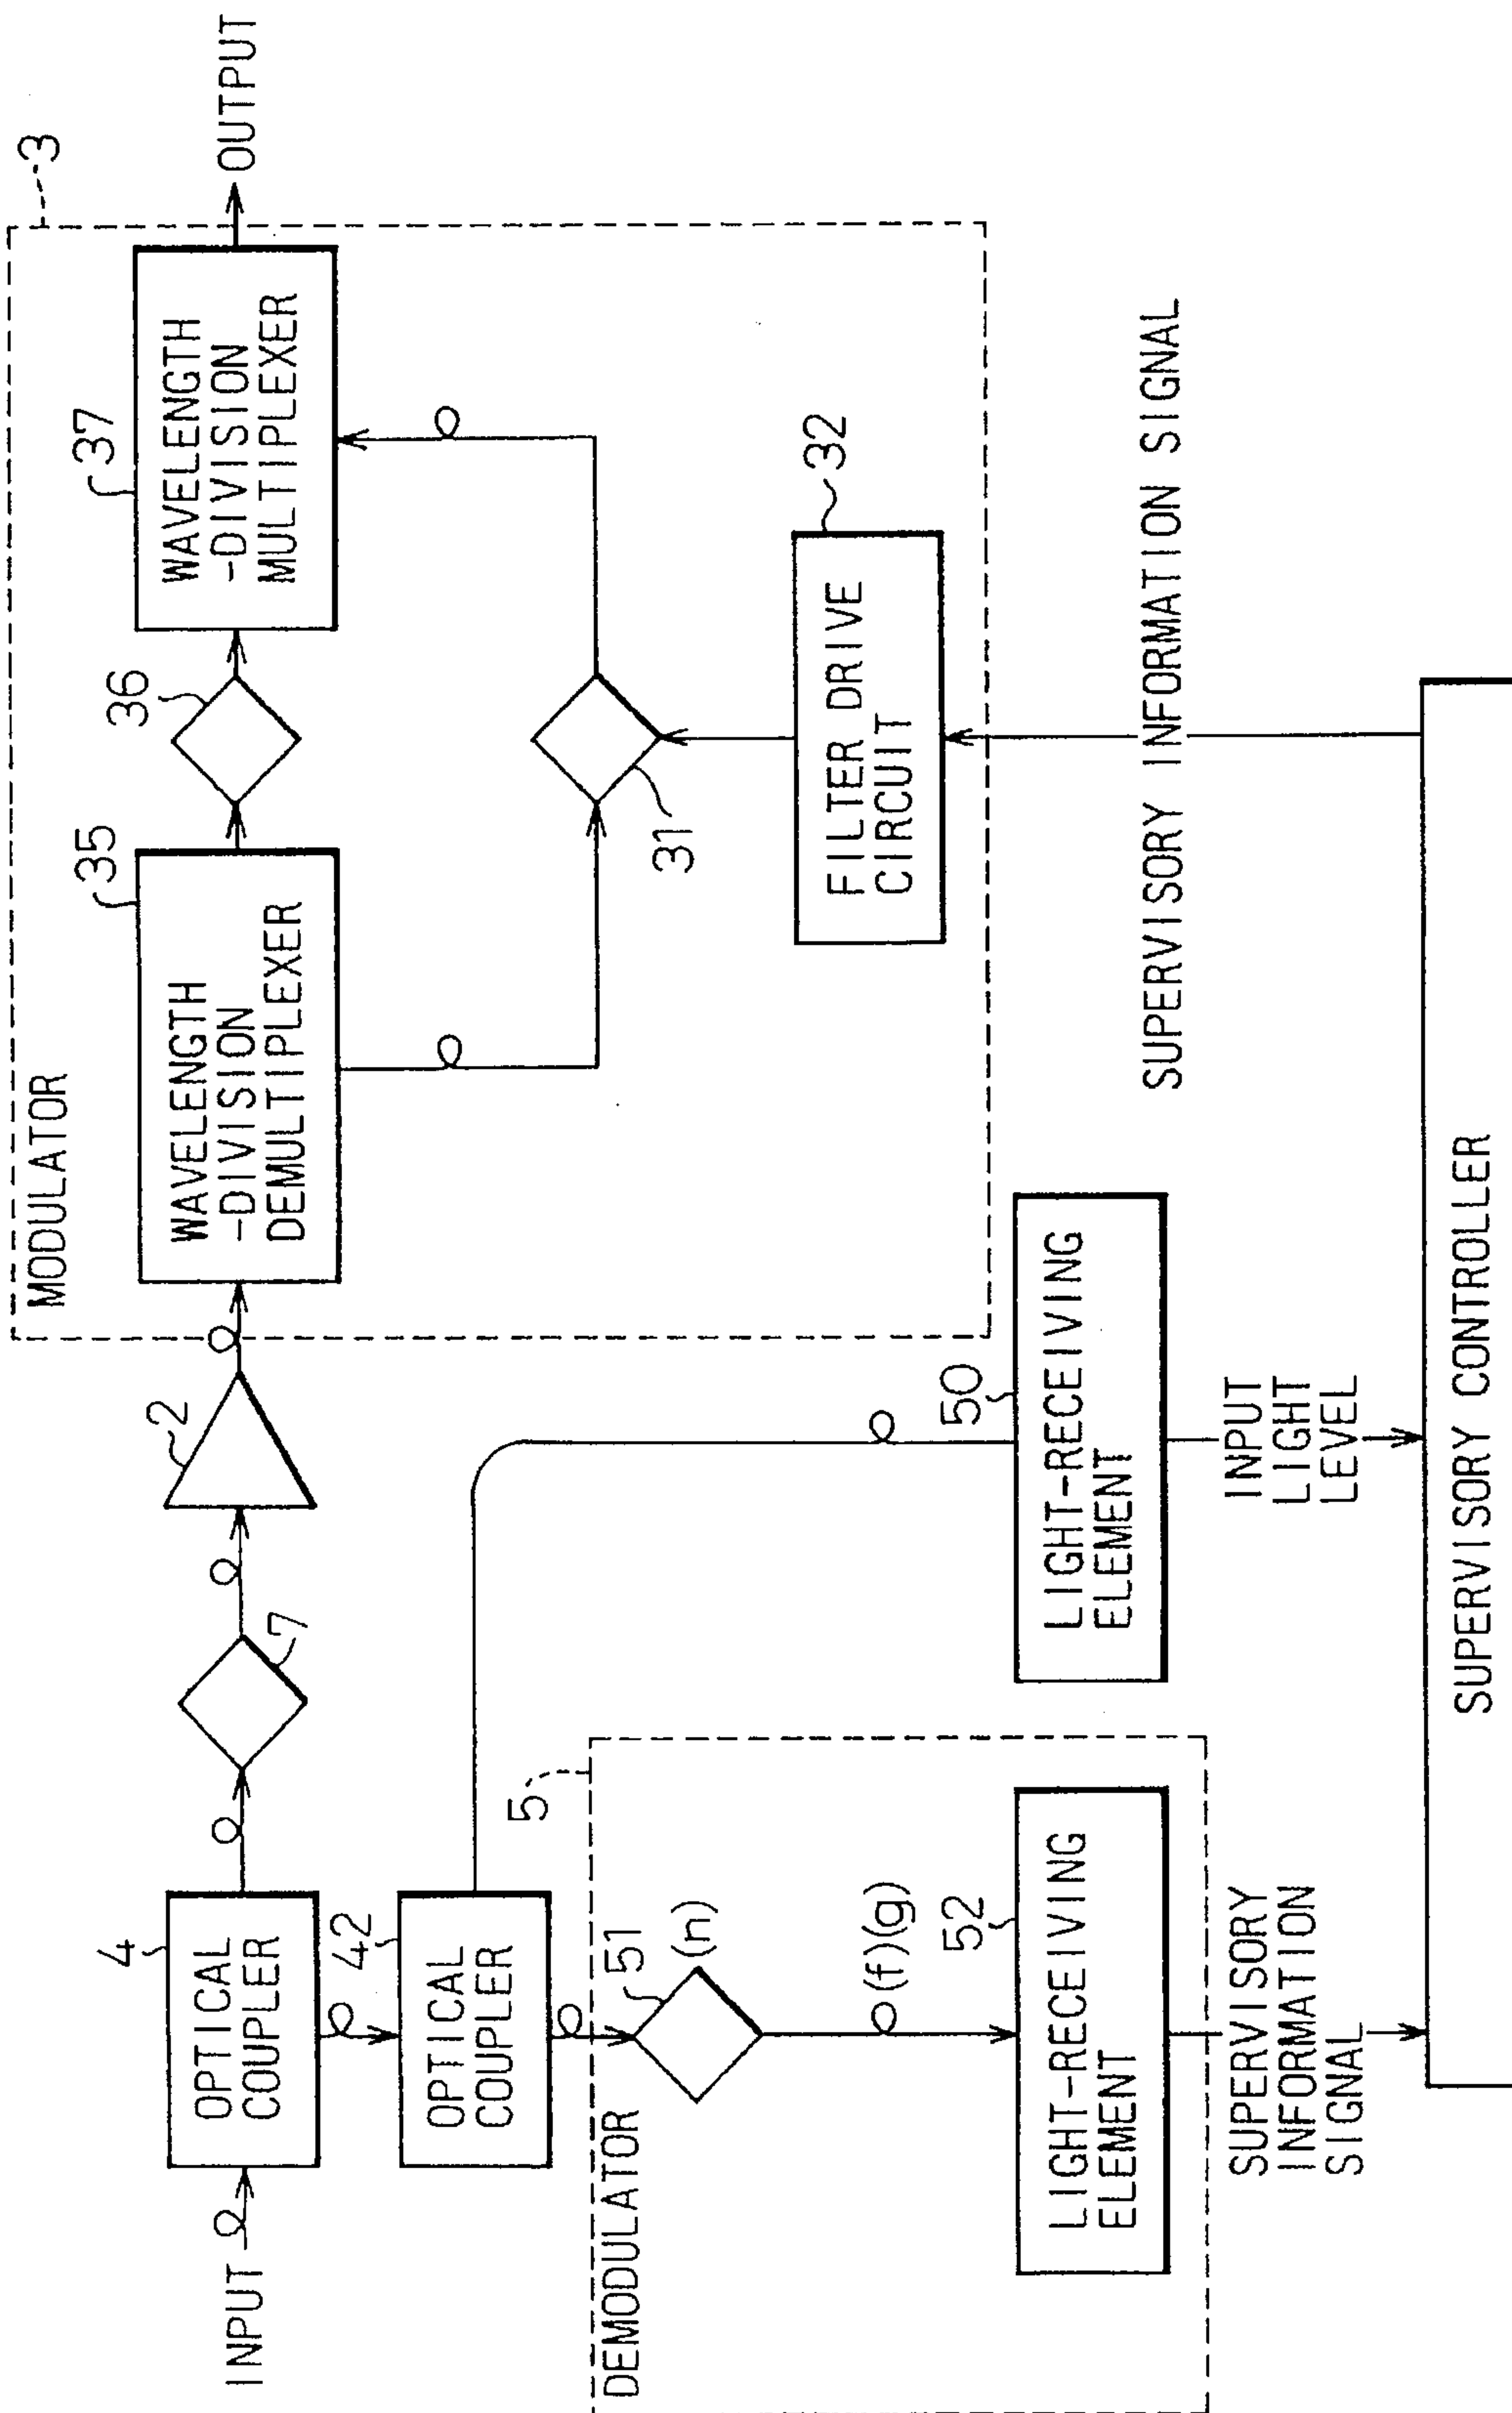 MODULATOR
3
35
WAVELENGTH
-DIVISION
DEMULTIPLEXER
36
37
WAVELENGTH
-DIVISION
MULTIPLEXER
OUTPUT
31
32
FILTER DRIVE
CIRCUIT
INPUT
4
OPTICAL
COUPLER
7
2
42
OPTICAL
COUPLER
DEMODULATOR
5
51
(n)
(f)(g)
52
LIGHT-RECEIVING
ELEMENT
50
LIGHT-RECEIVING
ELEMENT
SUPERVISORY
INFORMATION
SIGNAL
INPUT
LIGHT
LEVEL
SUPERVISORY INFORMATION SIGNAL
SUPERVISORY CONTROLLER